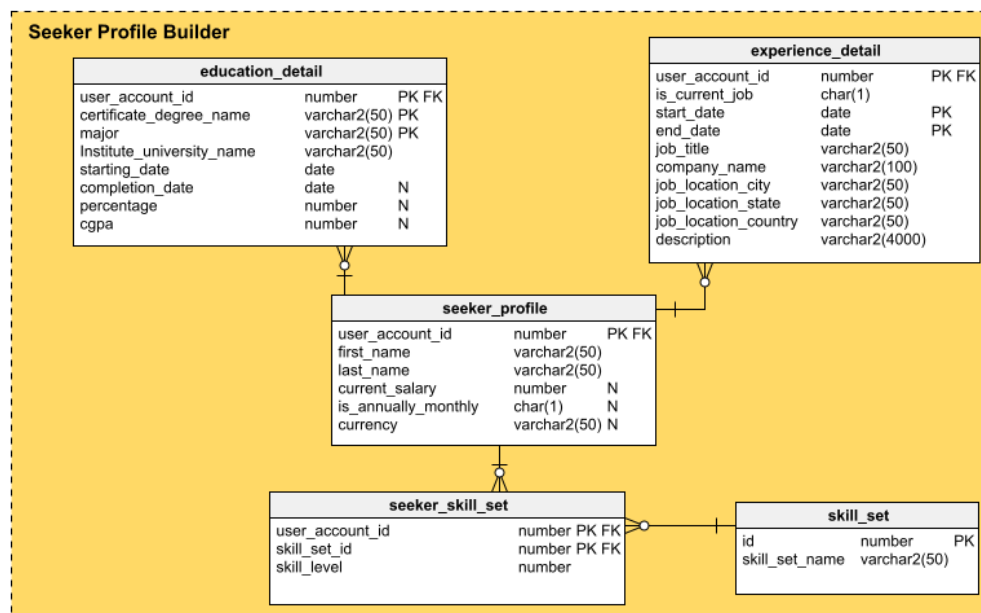 Seeker Profile Builder
education_detail
user_account_id number PK FK
certificate_degree_name varchar2(50) PK
major varchar2(50) PK
Institute_university_name varchar2(50)
starting_date date
completion_date date N
percentage number N
cgpa number N
experience_detail
user_account_id number PK FK
is_current_job char(1)
start_date date PK
end_date date PK
job_title varchar2(50)
company_name varchar2(100)
job_location_city varchar2(50)
job_location_state varchar2(50)
job_location_country varchar2(50)
description varchar2(4000)
seeker_profile
user_account_id number PK FK
first_name varchar2(50)
last_name varchar2(50)
current_salary number N
is_annually_monthly char(1) N
currency varchar2(50) N
seeker_skill_set
user_account_id number PK FK
skill_set_id number PK FK
skill_level number
skill_set
id number PK
skill_set_name varchar2(50)